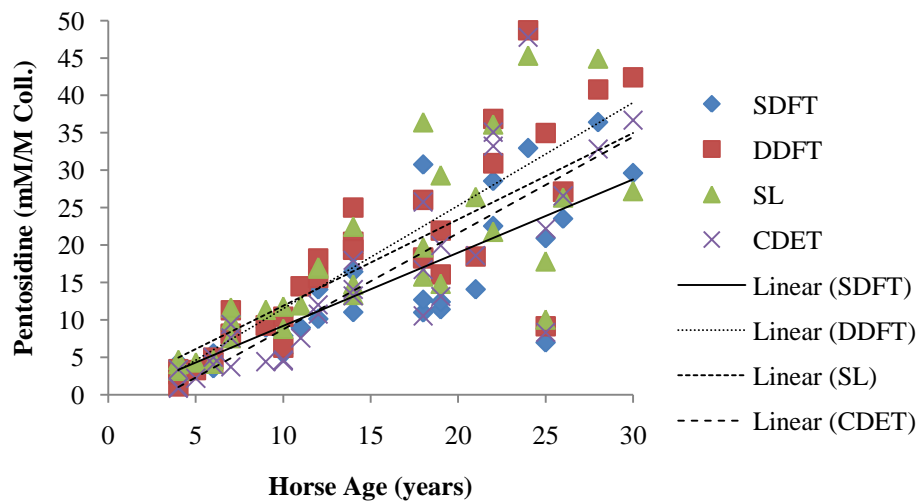 50
45
40
35
30
25
20
15
10
5
0
Pentosidine (mM/M Coll.)
0 5 10 15 20 25 30
Horse Age (years)
SDFT
DDFT
SL
CDET
Linear (SDFT)
Linear (DDFT)
Linear (SL)
Linear (CDET)